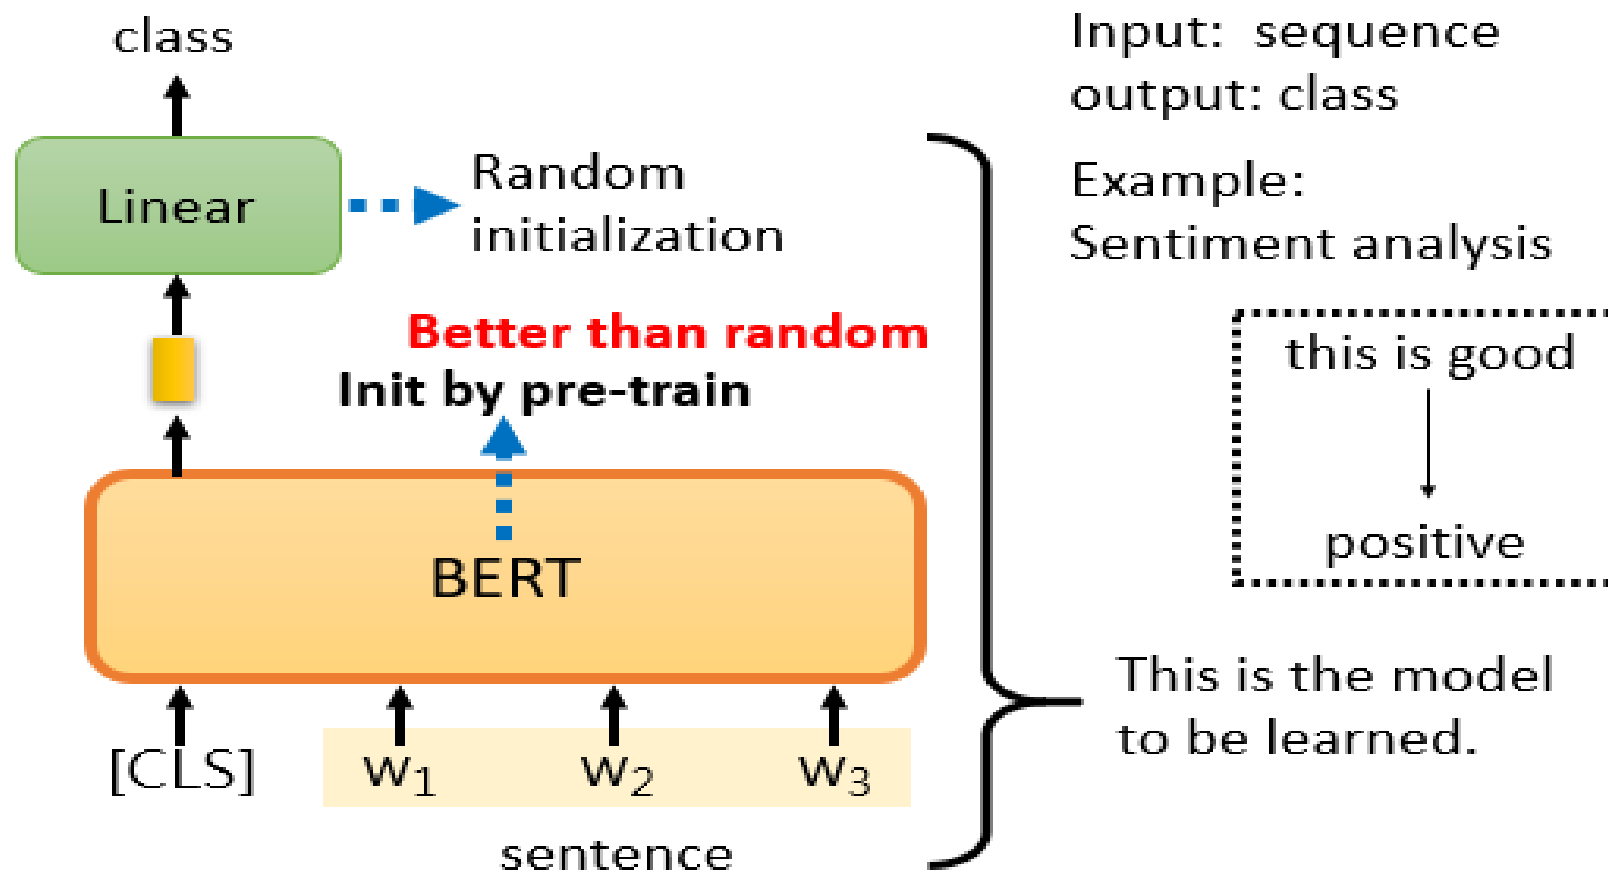 class
Linear
Random
initialization
Better than random
Init by pre-train
BERT
[CLS] w₁ w₂ w₃
sentence
Input: sequence
output: class
Example:
Sentiment analysis
this is good
positive
This is the model
to be learned.